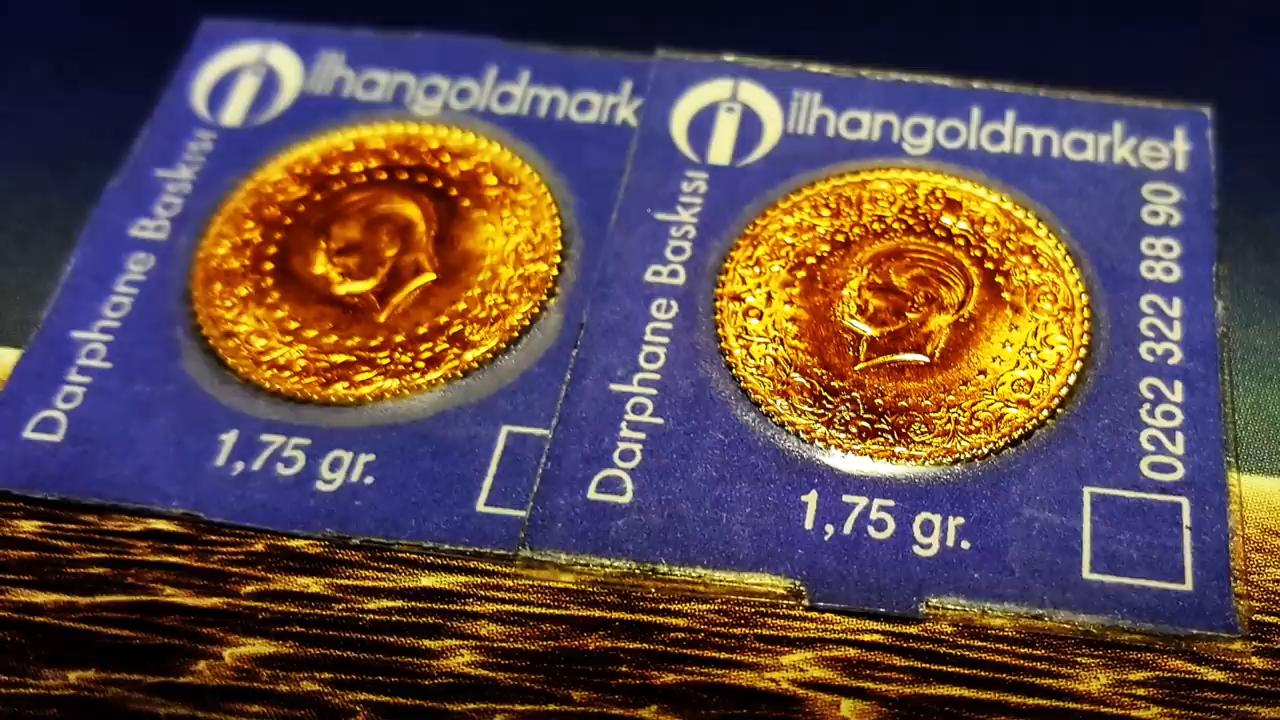 ilhangoldmark
Darphane Baskısı
1,75 gr.
ilhangoldmarket
Darphane Baskısı
0262 322 88 90
1,75 gr.